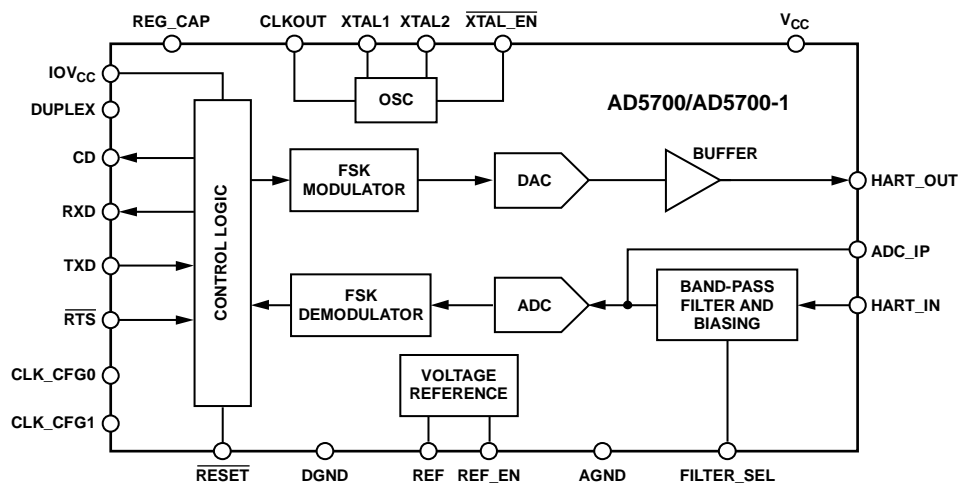 REG_CAP
CLKOUT
XTAL1
XTAL2
XTAL_EN
VCC
IOVCC
OSC
AD5700/AD5700-1
DUPLEX
CD
FSK
MODULATOR
DAC
BUFFER
HART_OUT
RXD
CONTROL LOGIC
ADC_IP
TXD
FSK
DEMODULATOR
ADC
BAND-PASS
FILTER AND
BIASING
HART_IN
RTS
CLK_CFG0
VOLTAGE
REFERENCE
CLK_CFG1
RESET
DGND
REF
REF_EN
AGND
FILTER_SEL